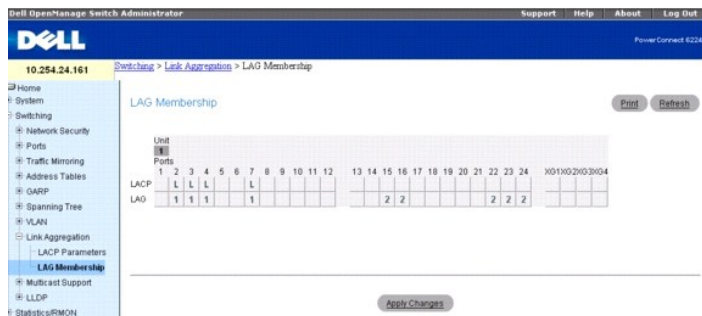 Dell OpenManage Switch Administrator
Support Help About Log Out
DELL
PowerConnect 6224
10.254.24.161
Switching > Link Aggregation > LAG Membership
Home
System
Switching
Network Security
Ports
Traffic Mirroring
Address Tables
GARP
Spanning Tree
VLAN
Link Aggregation
LACP Parameters
LAG Membership
Multicast Support
LLDP
Statistics/RMON
LAG Membership
Print Refresh
Unit
1
Ports
1 2 3 4 5 6 7 8 9 10 11 12 13 14 15 16 17 18 19 20 21 22 23 24 XG1 XG2 XG3 XG4
LACP L L L L
LAG 1 1 1 1 2 2 2 2 2
Apply Changes